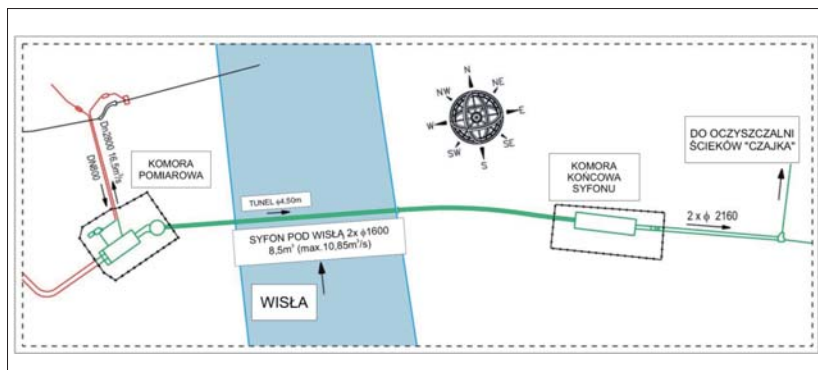 DN800
Dn2800 16,5m³/s
KOMORA
POMIAROWA
TUNEL φ4,50m
SYFON POD WISŁĄ 2x φ1600
8,5m³ (max.10,85m³/s)
WISŁA
N
NE
E
SE
S
SW
W
NW
KOMORA
KOŃCOWA
SYFONU
2 x φ 2160
DO OCZYSZCZALNI
ŚCIEKÓW "CZAJKA"